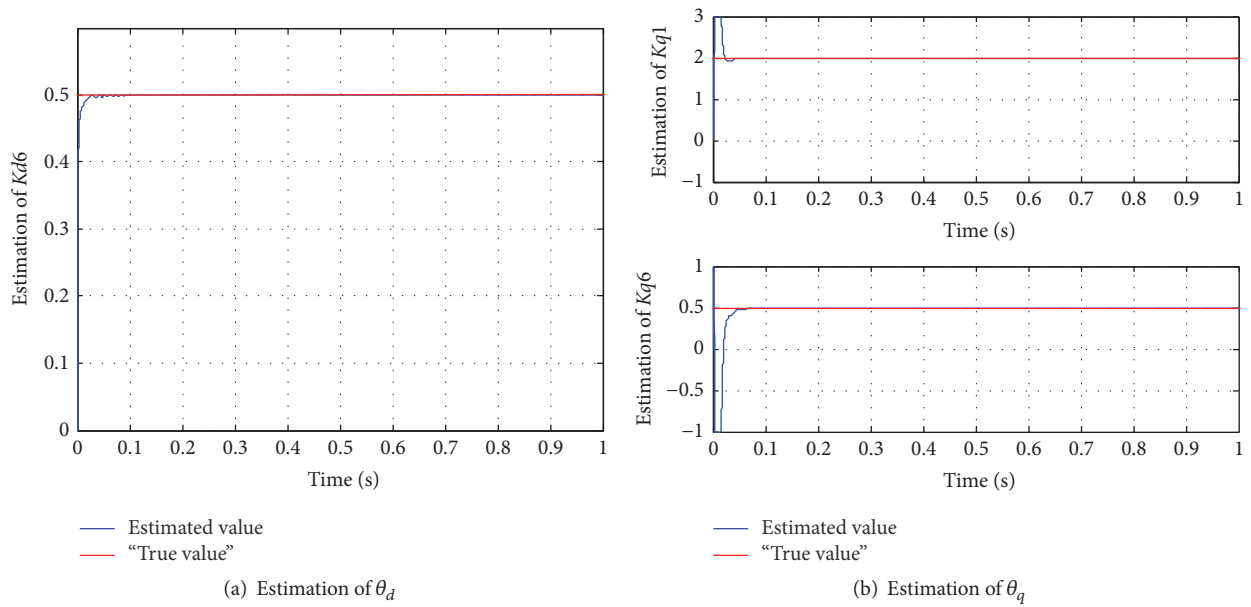 Estimation of Kd6
0.5
0.4
0.3
0.2
0.1
0
0 0.1 0.2 0.3 0.4 0.5 0.6 0.7 0.8 0.9 1
Time (s)
Estimated value
“True value”
(a) Estimation of θd
Estimation of Kq1
3
2
1
0
−1
0 0.1 0.2 0.3 0.4 0.5 0.6 0.7 0.8 0.9 1
Time (s)
Estimation of Kq6
1
0.5
0
−0.5
−1
0 0.1 0.2 0.3 0.4 0.5 0.6 0.7 0.8 0.9 1
Time (s)
Estimated value
“True value”
(b) Estimation of θq